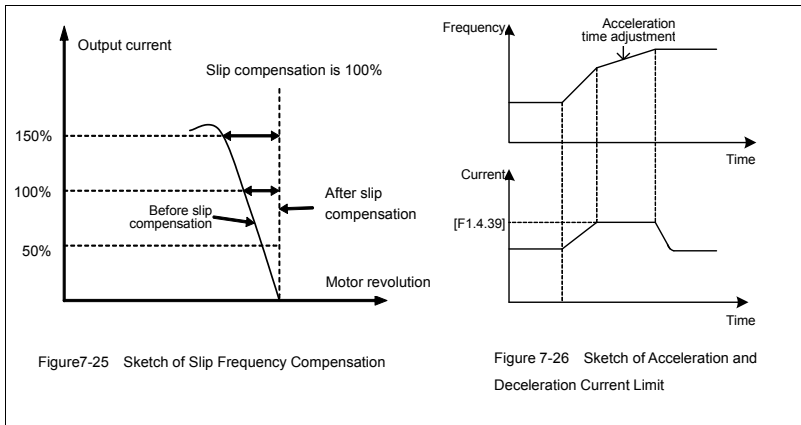 Output current
Slip compensation is 100%
150%
100%
50%
Before slip
compensation
After slip
compensation
Motor revolution
Figure7-25 Sketch of Slip Frequency Compensation
Frequency
Acceleration
time adjustment
Time
Current
[F1.4.39]
Time
Figure 7-26 Sketch of Acceleration and
Deceleration Current Limit